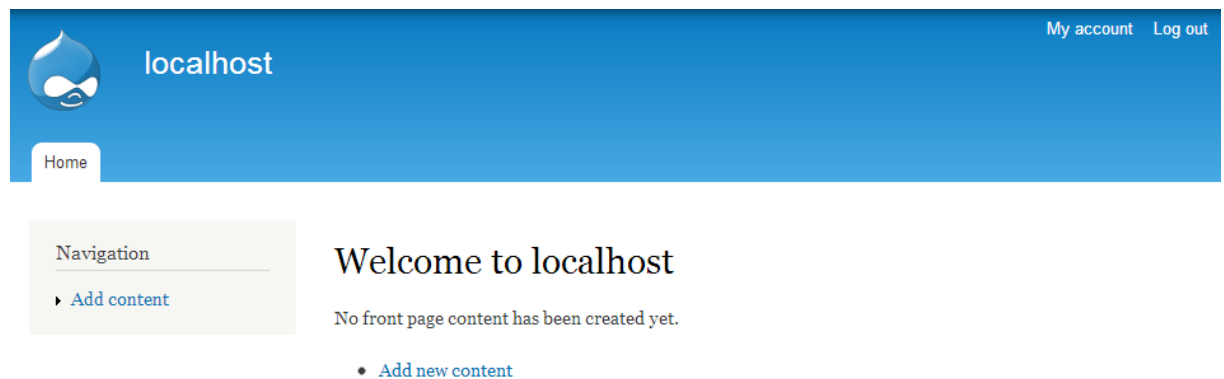 My account Log out
localhost
Home
Navigation
Add content
Welcome to localhost
No front page content has been created yet.
Add new content